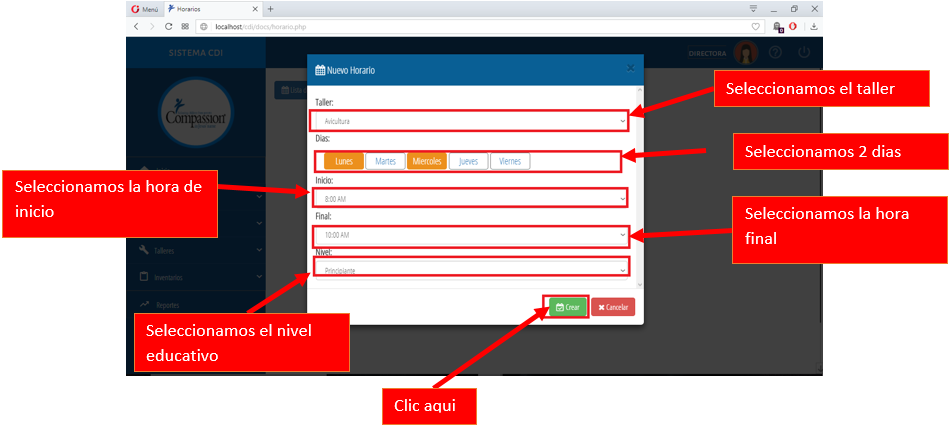 Menú
Horarios
localhost/cdi/docs/horario.php
SISTEMA CDI
DIRECTORA
Nuevo Horario
Lista
Compassion
Taller:
Seleccionamos el taller
Avicultura
Dias:
Lunes Martes Miercoles Jueves Viernes
Seleccionamos 2 dias
Inicio:
8:00 AM
Seleccionamos la hora de
inicio
Final:
10:00 AM
Seleccionamos la hora
final
Nivel:
Principiante
Talleres
Inventarios
Reportes
Crear
Cancelar
Seleccionamos el nivel
educativo
Clic aqui